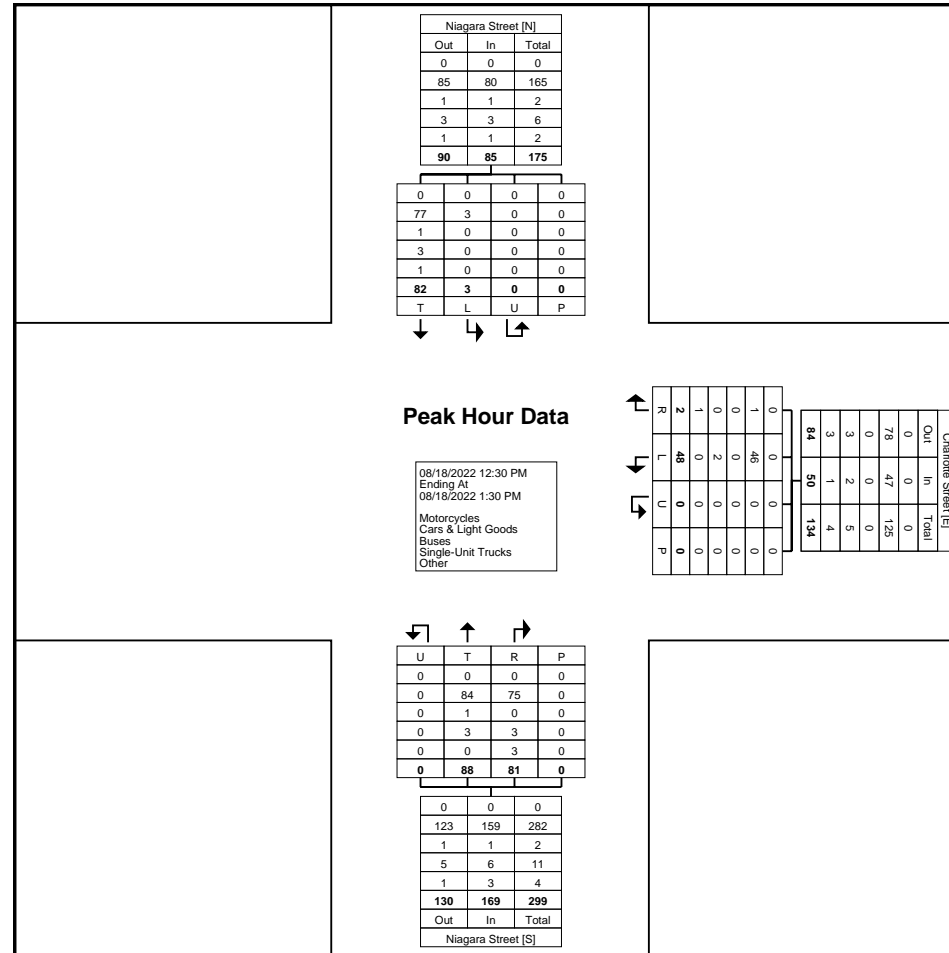 Niagara Street [N]
Out In Total
0 0 0
85 80 165
1 1 2
3 3 6
1 1 2
90 85 175
0 0 0 0
77 3 0 0
1 0 0 0
3 0 0 0
1 0 0 0
82 3 0 0
T L U P
Peak Hour Data
08/18/2022 12:30 PM
Ending At
08/18/2022 1:30 PM
Motorcycles
Cars & Light Goods
Buses
Single-Unit Trucks
Other
Charlotte Street [E]
Out In Total
0 0 0
78 47 125
0 0 0
3 2 5
3 1 4
84 50 134
0 0 0 0
1 46 0 0
0 0 0 0
0 2 0 0
1 0 0 0
2 48 0 0
R L U P
U T R P
0 0 0 0
0 84 75 0
0 1 0 0
0 3 3 0
0 0 3 0
0 88 81 0
0 0 0
123 159 282
1 1 2
5 6 11
1 3 4
130 169 299
Out In Total
Niagara Street [S]